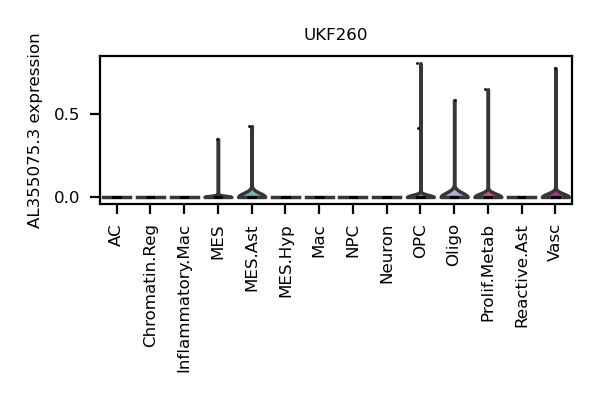 UKF260
AL355075.3 expression
0.5
0.0
AC
Chromatin.Reg
Inflammatory.Mac
MES
MES.Ast
MES.Hyp
Mac
NPC
Neuron
OPC
Oligo
Prolif.Metab
Reactive.Ast
Vasc